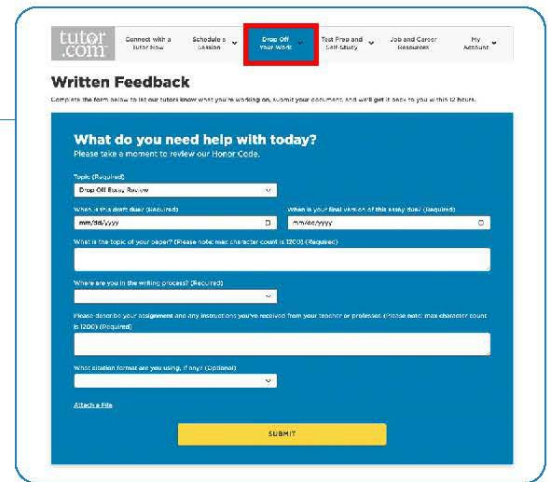 tutor
.com
Connect with a
Tutor Now
Schedule a
Session
Drop Off
Your Work
Test Prep and
Self-Study
Job and Career
Resources
My
Account
Written Feedback
Complete the form below to let our tutors know what you're working on, submit your document, and we'll get it back to you within 12 hours.
What do you need help with today?
Please take a moment to review our Honor Code.
Topic (Required)
Drop Off Essay Review
When is this draft due? (Required)
When is your final version of this essay due? (Required)
mm/dd/yyyy
mm/dd/yyyy
What is the topic of your paper? (Please note: max character count is 1200) (Required)
Where are you in the writing process? (Required)
Please describe your assignment and any instructions you've received from your teacher or professor. (Please note: max character count
is 1200) (Required)
What citation format are you using, if any? (Optional)
Attach a File
SUBMIT